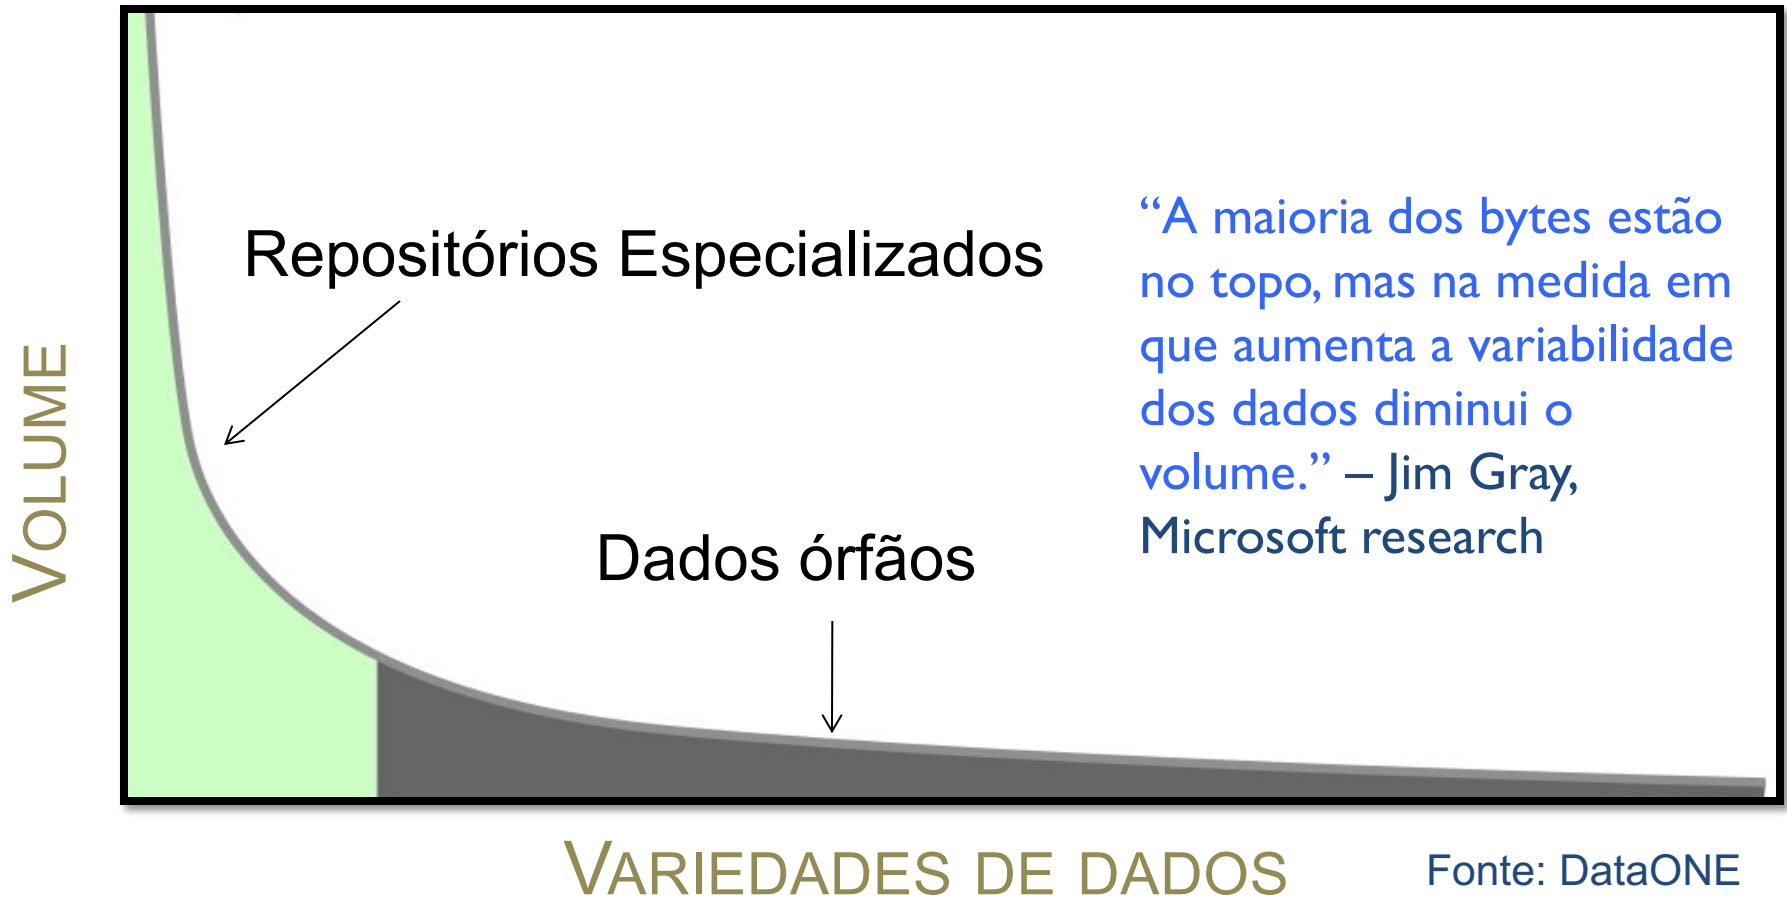 VOLUME
Repositórios Especializados
Dados órfãos
“A maioria dos bytes estão
no topo, mas na medida em
que aumenta a variabilidade
dos dados diminui o
volume.” – Jim Gray,
Microsoft research
VARIEDADES DE DADOS
Fonte: DataONE